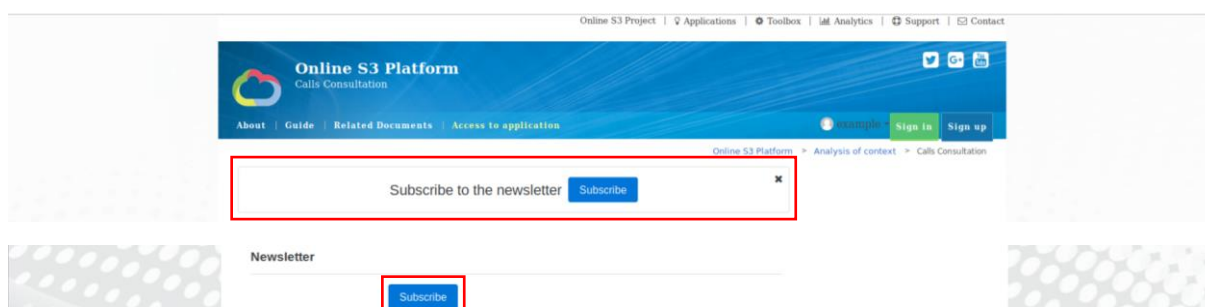 Online S3 Project | Applications | Toolbox | Analytics | Support | Contact
Online S3 Platform
Calls Consultation
About | Guide | Related Documents | Access to application
example Sign in Sign up
Online S3 Platform > Analysis of context > Calls Consultation
Subscribe to the newsletter Subscribe
Newsletter
Subscribe